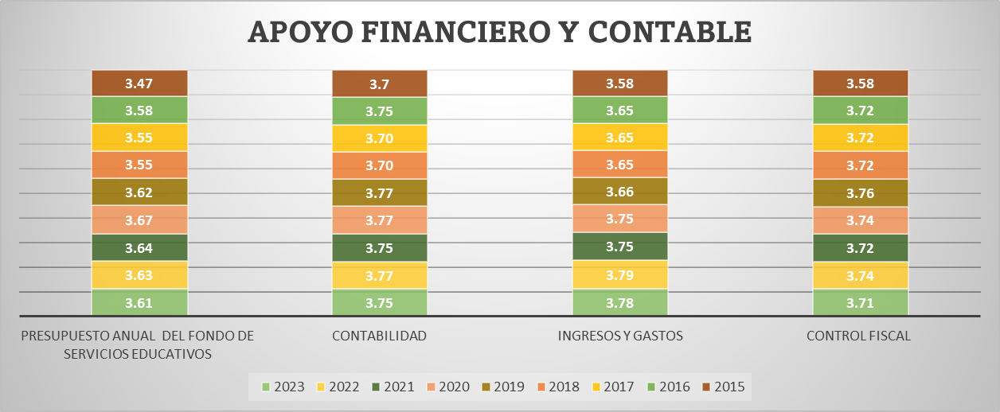 APOYO FINANCIERO Y CONTABLE
3.47 3.7 3.58 3.58
3.58 3.75 3.65 3.72
3.55 3.70 3.65 3.72
3.55 3.70 3.65 3.72
3.62 3.77 3.66 3.76
3.67 3.77 3.75 3.74
3.64 3.75 3.75 3.72
3.63 3.77 3.79 3.74
3.61 3.75 3.78 3.71
PRESUPUESTO ANUAL DEL FONDO DE
SERVICIOS EDUCATIVOS
CONTABILIDAD
INGRESOS Y GASTOS
CONTROL FISCAL
2023 2022 2021 2020 2019 2018 2017 2016 2015